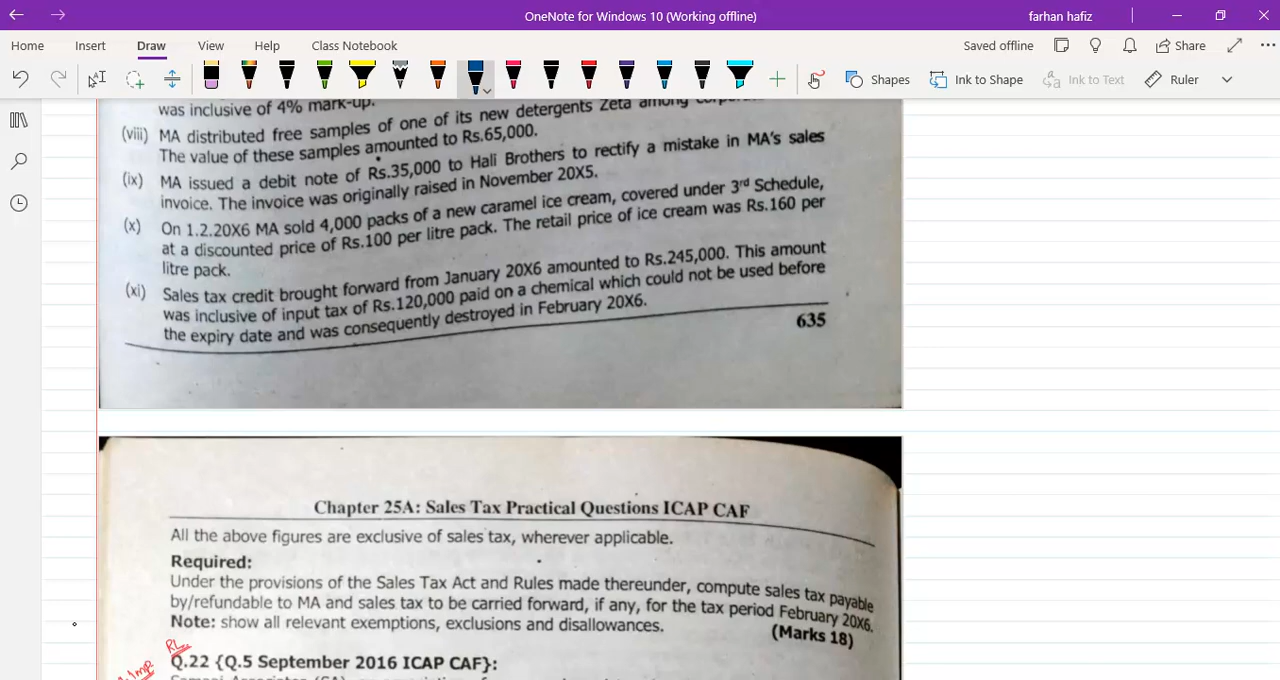 OneNote for Windows 10 (Working offline)
farhan hafiz
Home Insert Draw View Help Class Notebook
Saved offline Share
Shapes Ink to Shape Ink to Text Ruler
was inclusive of 4% mark-up.
(viii) MA distributed free samples of one of its new detergents Zeta among
The value of these samples amounted to Rs.65,000.
(ix) MA issued a debit note of Rs.35,000 to Hali Brothers to rectify a mistake in MA's sales
invoice. The invoice was originally raised in November 20X5.
(x) On 1.2.20X6 MA sold 4,000 packs of a new caramel ice cream, covered under 3rd Schedule,
at a discounted price of Rs.100 per litre pack. The retail price of ice cream was Rs.160 per
litre pack.
(xi) Sales tax credit brought forward from January 20X6 amounted to Rs.245,000. This amount
was inclusive of input tax of Rs.120,000 paid on a chemical which could not be used before
the expiry date and was consequently destroyed in February 20X6.
635
Chapter 25A: Sales Tax Practical Questions ICAP CAF
All the above figures are exclusive of sales tax, wherever applicable.
Required:
Under the provisions of the Sales Tax Act and Rules made thereunder, compute sales tax payable
by/refundable to MA and sales tax to be carried forward, if any, for the tax period February 20X6.
Note: show all relevant exemptions, exclusions and disallowances.
(Marks 18)
RL
Imp
Q.22 {Q.5 September 2016 ICAP CAF}: